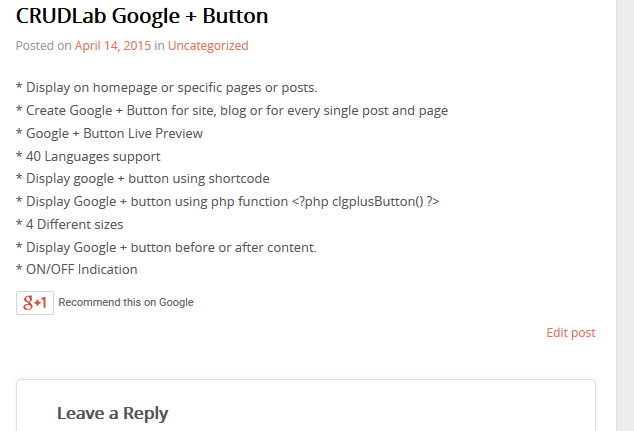 CRUDLab Google + Button
Posted on April 14, 2015 in Uncategorized
* Display on homepage or specific pages or posts.
* Create Google + Button for site, blog or for every single post and page
* Google + Button Live Preview
* 40 Languages support
* Display google + button using shortcode
* Display Google + button using php function <?php clgplusButton() ?>
* 4 Different sizes
* Display Google + button before or after content.
* ON/OFF Indication
g+1 Recommend this on Google
Edit post
Leave a Reply